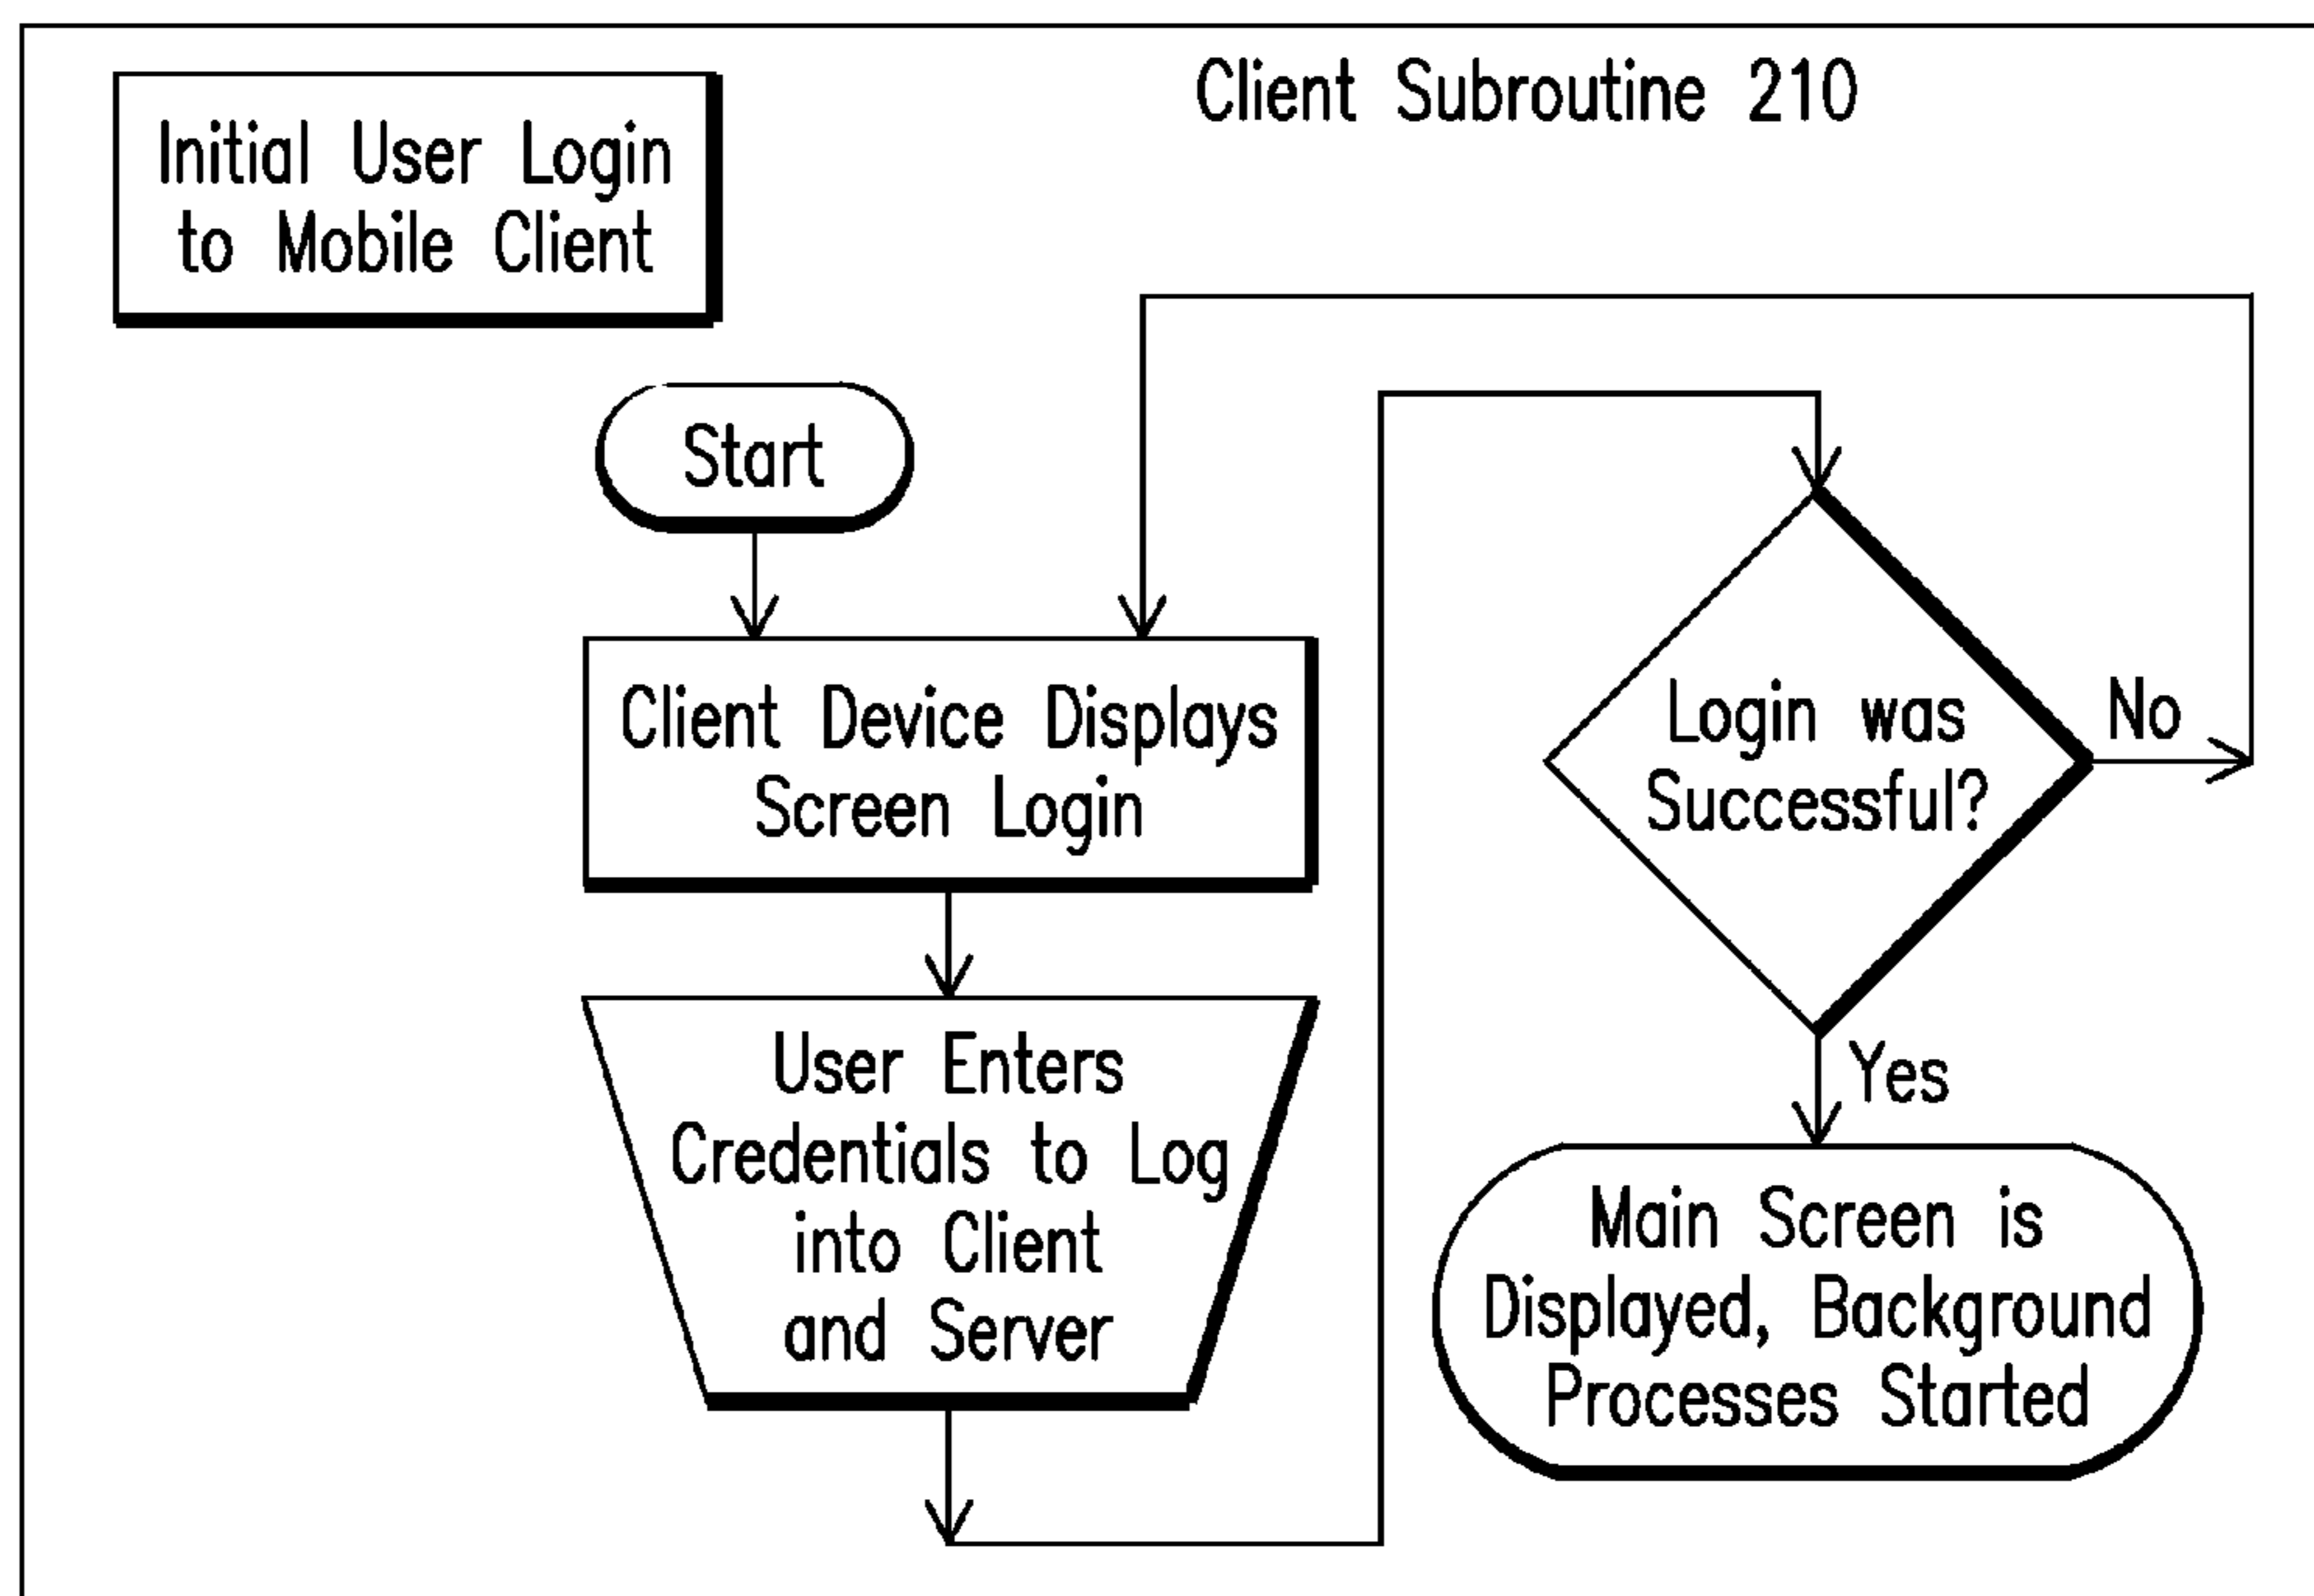 Client Subroutine 210
Initial User Login
to Mobile Client
Start
Client Device Displays
Screen Login
User Enters
Credentials to Log
into Client
and Server
Login was
Successful?
No
Yes
Main Screen is
Displayed, Background
Processes Started